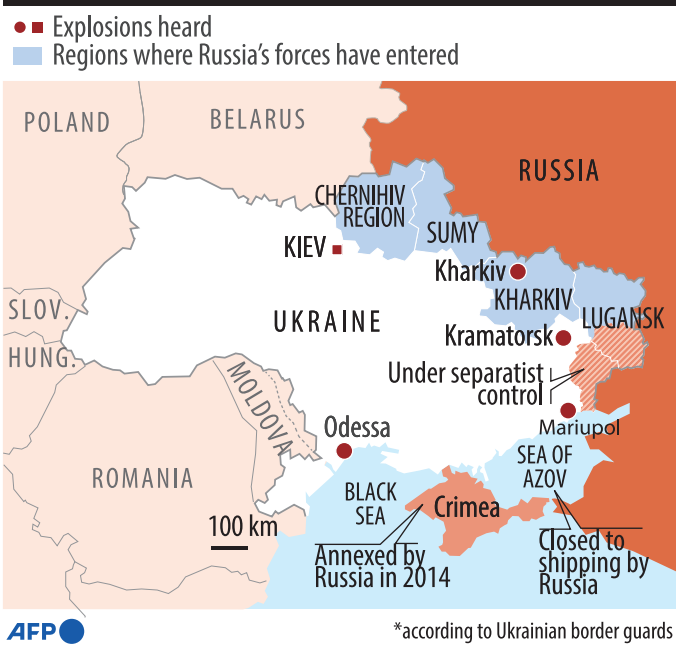 Explosions heard
Regions where Russia's forces have entered
POLAND
BELARUS
RUSSIA
CHERNIHIV
REGION
SUMY
KIEV
Kharkiv
KHARKIV
SLOV.
UKRAINE
LUGANSK
Kramatorsk
HUNG.
Under separatist
control
MOLDOVA
Mariupol
Odessa
SEA OF
AZOV
ROMANIA
BLACK
SEA
Crimea
100 km
Annexed by
Russia in 2014
Closed to
shipping by
Russia
AFP
*according to Ukrainian border guards